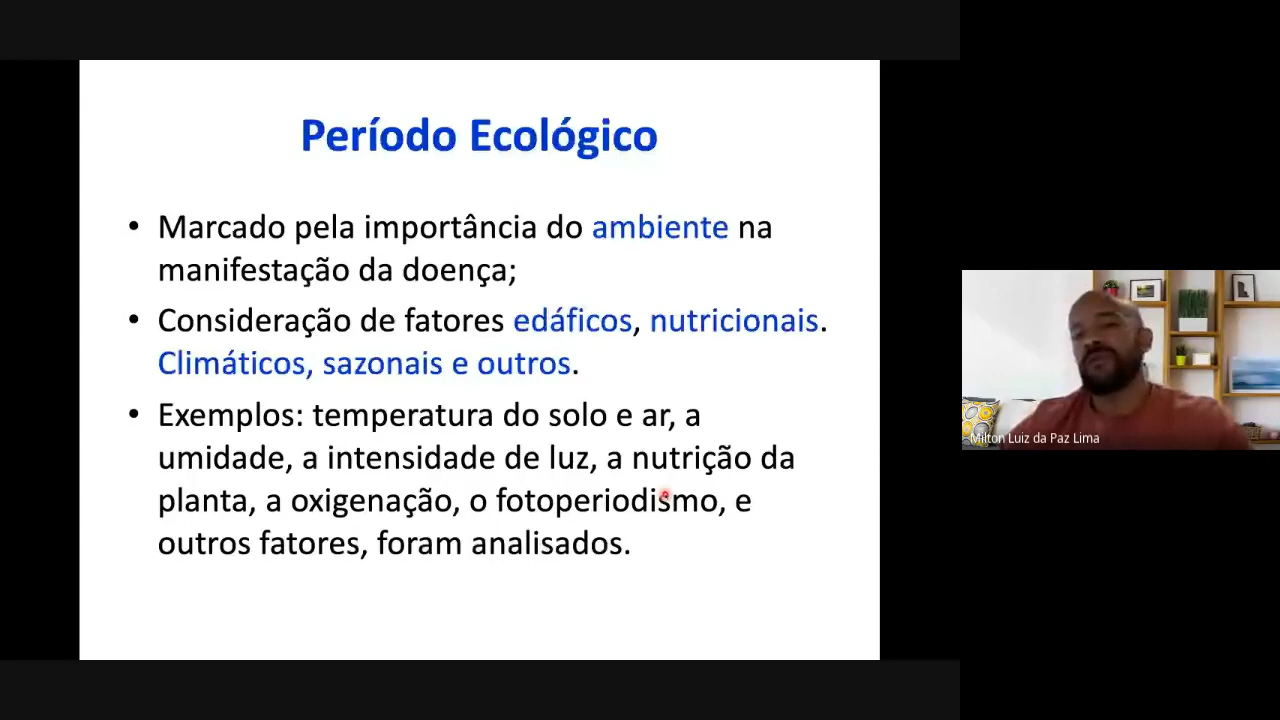 Período Ecológico
• Marcado pela importância do ambiente na
manifestação da doença;
• Consideração de fatores edáficos, nutricionais.
Climáticos, sazonais e outros.
• Exemplos: temperatura do solo e ar, a
umidade, a intensidade de luz, a nutrição da
planta, a oxigenação, o fotoperiodismo, e
outros fatores, foram analisados.
Milton Luiz da Paz Lima